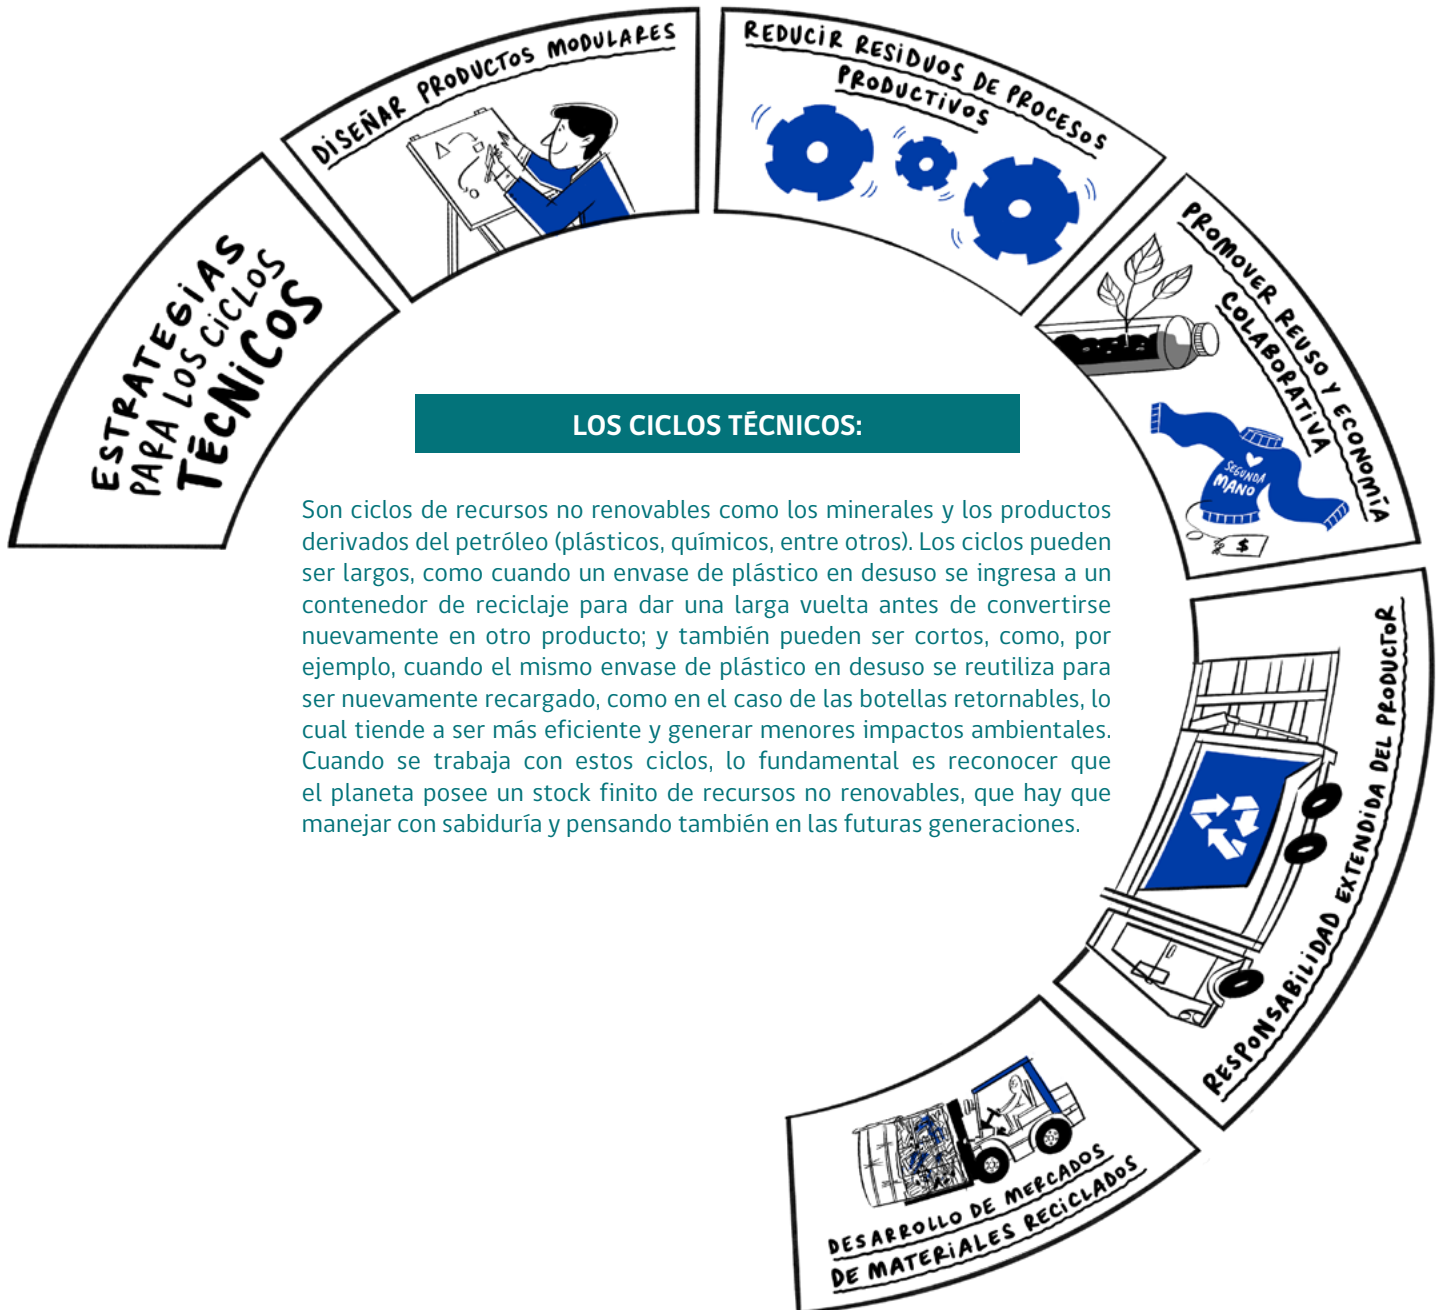 ESTRATEGiAS
PARA LOS CiCLOS
TÉCNiCOS
DiSEÑAR PRODUCTOS MODULARES
REDUCiR RESiDUOS DE PROCESOS
PRODUCTiVOS
PROMOVER REUSO Y ECONOMÍA
COLABORATiVA
SEGUNDA
MANO
$
RESPONSABiLiDAD EXTENDiDA DEL PRODUCTOR
DESARROLLO DE MERCADOS
DE MATERiALES RECiCLADOS
LOS CICLOS TÉCNICOS:
Son ciclos de recursos no renovables como los minerales y los productos
derivados del petróleo (plásticos, químicos, entre otros). Los ciclos pueden
ser largos, como cuando un envase de plástico en desuso se ingresa a un
contenedor de reciclaje para dar una larga vuelta antes de convertirse
nuevamente en otro producto; y también pueden ser cortos, como, por
ejemplo, cuando el mismo envase de plástico en desuso se reutiliza para
ser nuevamente recargado, como en el caso de las botellas retornables, lo
cual tiende a ser más eficiente y generar menores impactos ambientales.
Cuando se trabaja con estos ciclos, lo fundamental es reconocer que
el planeta posee un stock finito de recursos no renovables, que hay que
manejar con sabiduría y pensando también en las futuras generaciones.